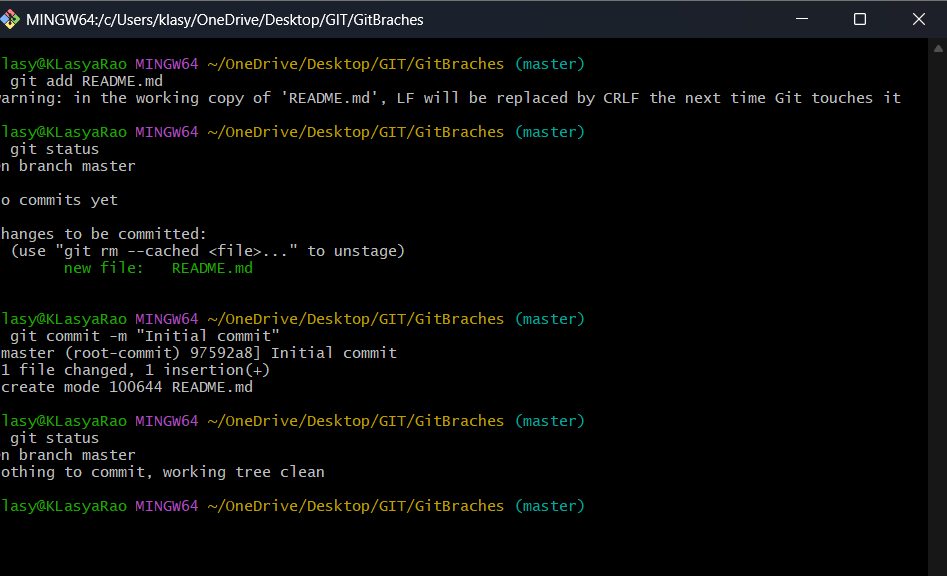 MINGW64:/c/Users/klasy/OneDrive/Desktop/GIT/GitBraches
lasy@KLasyaRao MINGW64 ~/OneDrive/Desktop/GIT/GitBraches (master)
git add README.md
arning: in the working copy of 'README.md', LF will be replaced by CRLF the next time Git touches it
lasy@KLasyaRao MINGW64 ~/OneDrive/Desktop/GIT/GitBraches (master)
git status
n branch master
o commits yet
hanges to be committed:
(use "git rm --cached <file>..." to unstage)
new file: README.md
lasy@KLasyaRao MINGW64 ~/OneDrive/Desktop/GIT/GitBraches (master)
git commit -m "Initial commit"
master (root-commit) 97592a8] Initial commit
1 file changed, 1 insertion(+)
create mode 100644 README.md
lasy@KLasyaRao MINGW64 ~/OneDrive/Desktop/GIT/GitBraches (master)
git status
n branch master
othing to commit, working tree clean
lasy@KLasyaRao MINGW64 ~/OneDrive/Desktop/GIT/GitBraches (master)